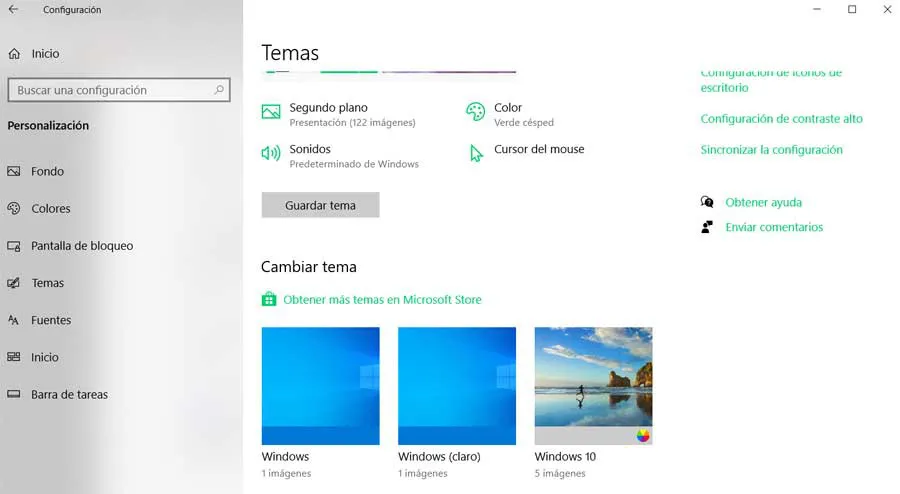 Configuración
Inicio
Buscar una configuración
Personalización
Fondo
Colores
Pantalla de bloqueo
Temas
Fuentes
Inicio
Barra de tareas
Temas
Segundo plano
Presentación (122 imágenes)
Color
Verde césped
Sonidos
Predeterminado de Windows
Cursor del mouse
Guardar tema
Cambiar tema
Obtener más temas en Microsoft Store
Windows
1 imágenes
Windows (claro)
1 imágenes
Windows 10
5 imágenes
Configuración de iconos de
escritorio
Configuración de contraste alto
Sincronizar la configuración
Obtener ayuda
Enviar comentarios